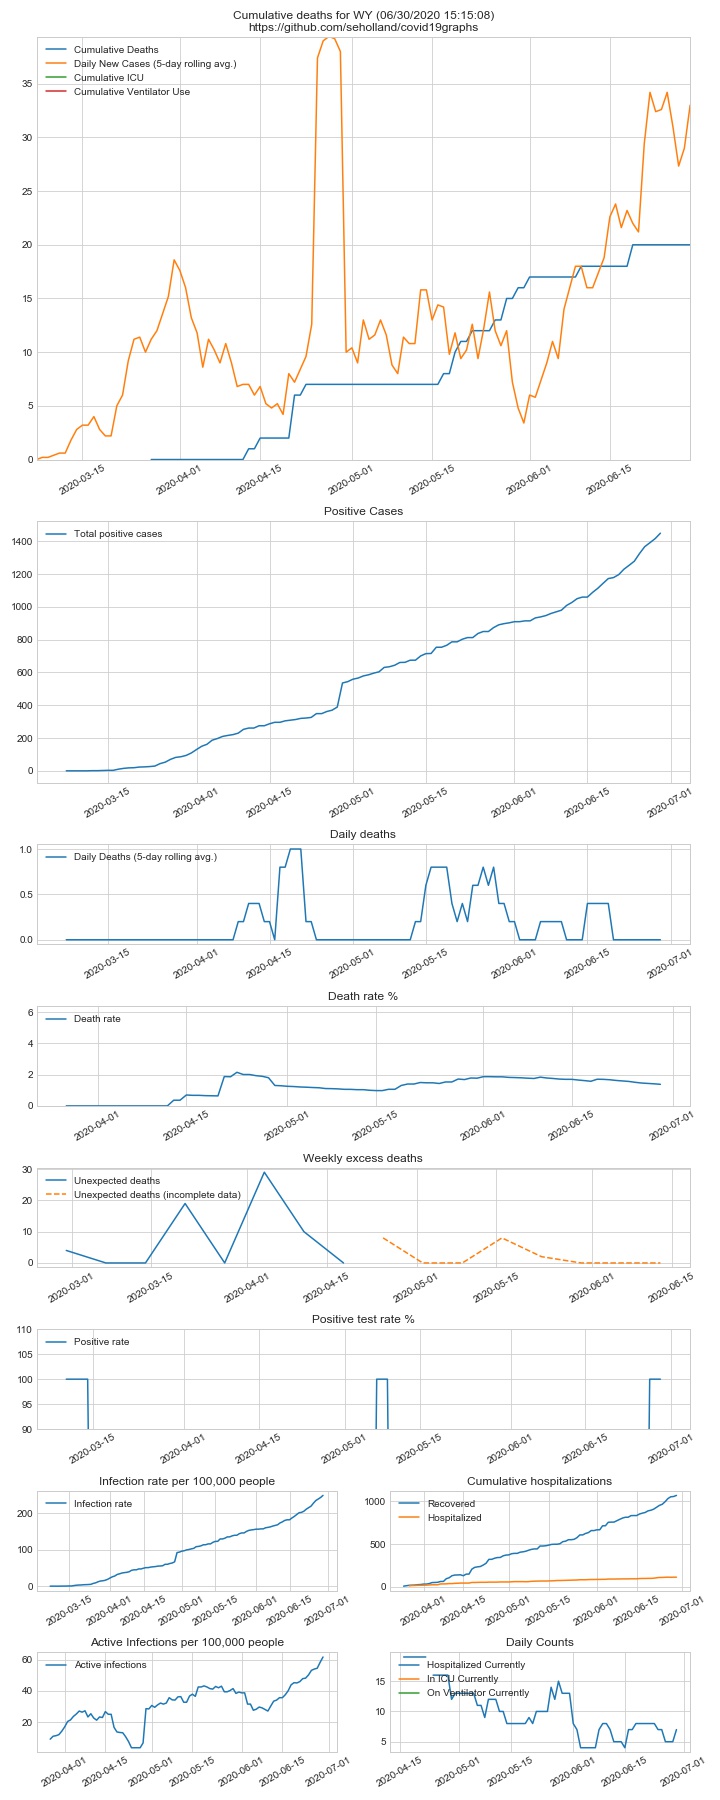 Cumulative deaths for WY (06/30/2020 15:15:08)
https://github.com/seholland/covid19graphs
Cumulative Deaths
Daily New Cases (5-day rolling avg.)
Cumulative ICU
Cumulative Ventilator Use
35
30
25
20
15
10
5
0
2020-03-15 2020-04-01 2020-04-15 2020-05-01 2020-05-15 2020-06-01 2020-06-15
Positive Cases
Total positive cases
1400
1200
1000
800
600
400
200
0
2020-03-15 2020-04-01 2020-04-15 2020-05-01 2020-05-15 2020-06-01 2020-06-15 2020-07-01
Daily deaths
Daily Deaths (5-day rolling avg.)
1.0
0.5
0.0
2020-03-15 2020-04-01 2020-04-15 2020-05-01 2020-05-15 2020-06-01 2020-06-15 2020-07-01
Death rate %
Death rate
6
4
2
0
2020-04-01 2020-04-15 2020-05-01 2020-05-15 2020-06-01 2020-06-15 2020-07-01
Weekly excess deaths
Unexpected deaths
Unexpected deaths (incomplete data)
30
20
10
0
2020-03-01 2020-03-15 2020-04-01 2020-04-15 2020-05-01 2020-05-15 2020-06-01 2020-06-15
Positive test rate %
Positive rate
110
105
100
95
90
2020-03-15 2020-04-01 2020-04-15 2020-05-01 2020-05-15 2020-06-01 2020-06-15 2020-07-01
Infection rate per 100,000 people
Infection rate
200
100
0
2020-03-15 2020-04-01 2020-04-15 2020-05-01 2020-05-15 2020-06-01 2020-06-15 2020-07-01
Cumulative hospitalizations
Recovered
Hospitalized
1000
500
0
2020-04-01 2020-04-15 2020-05-01 2020-05-15 2020-06-01 2020-06-15 2020-07-01
Active Infections per 100,000 people
Active infections
60
40
20
2020-04-01 2020-04-15 2020-05-01 2020-05-15 2020-06-01 2020-06-15 2020-07-01
Daily Counts
Hospitalized Currently
In ICU Currently
On Ventilator Currently
15
10
5
2020-04-15 2020-05-01 2020-05-15 2020-06-01 2020-06-15 2020-07-01